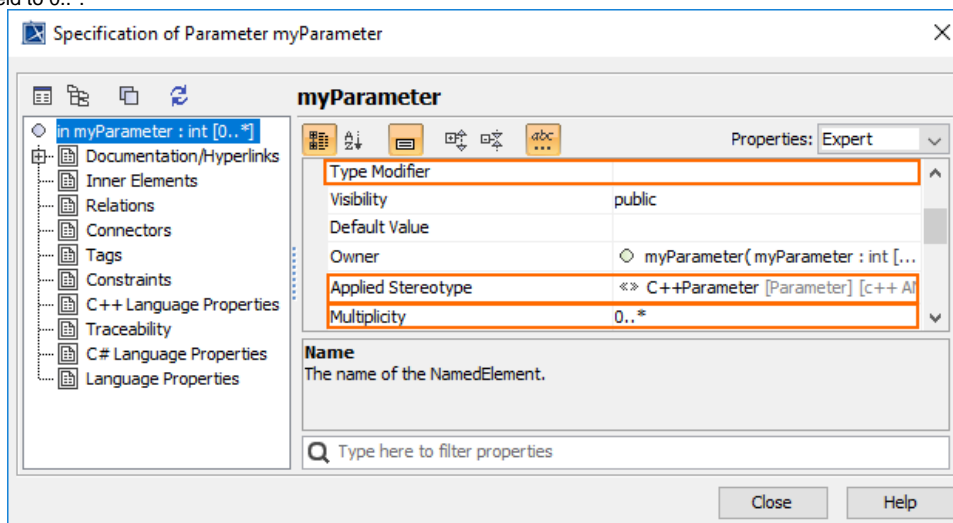 Specification of Parameter myParameter
myParameter
in myParameter : int [0..*]
Documentation/Hyperlinks
Inner Elements
Relations
Connectors
Tags
Constraints
C++ Language Properties
Traceability
C# Language Properties
Language Properties
Properties: Expert
Type Modifier
Visibility public
Default Value
Owner myParameter( myParameter : int [...
Applied Stereotype «» C++Parameter [Parameter] [c++ AN
Multiplicity 0..*
Name
The name of the NamedElement.
Type here to filter properties
Close Help